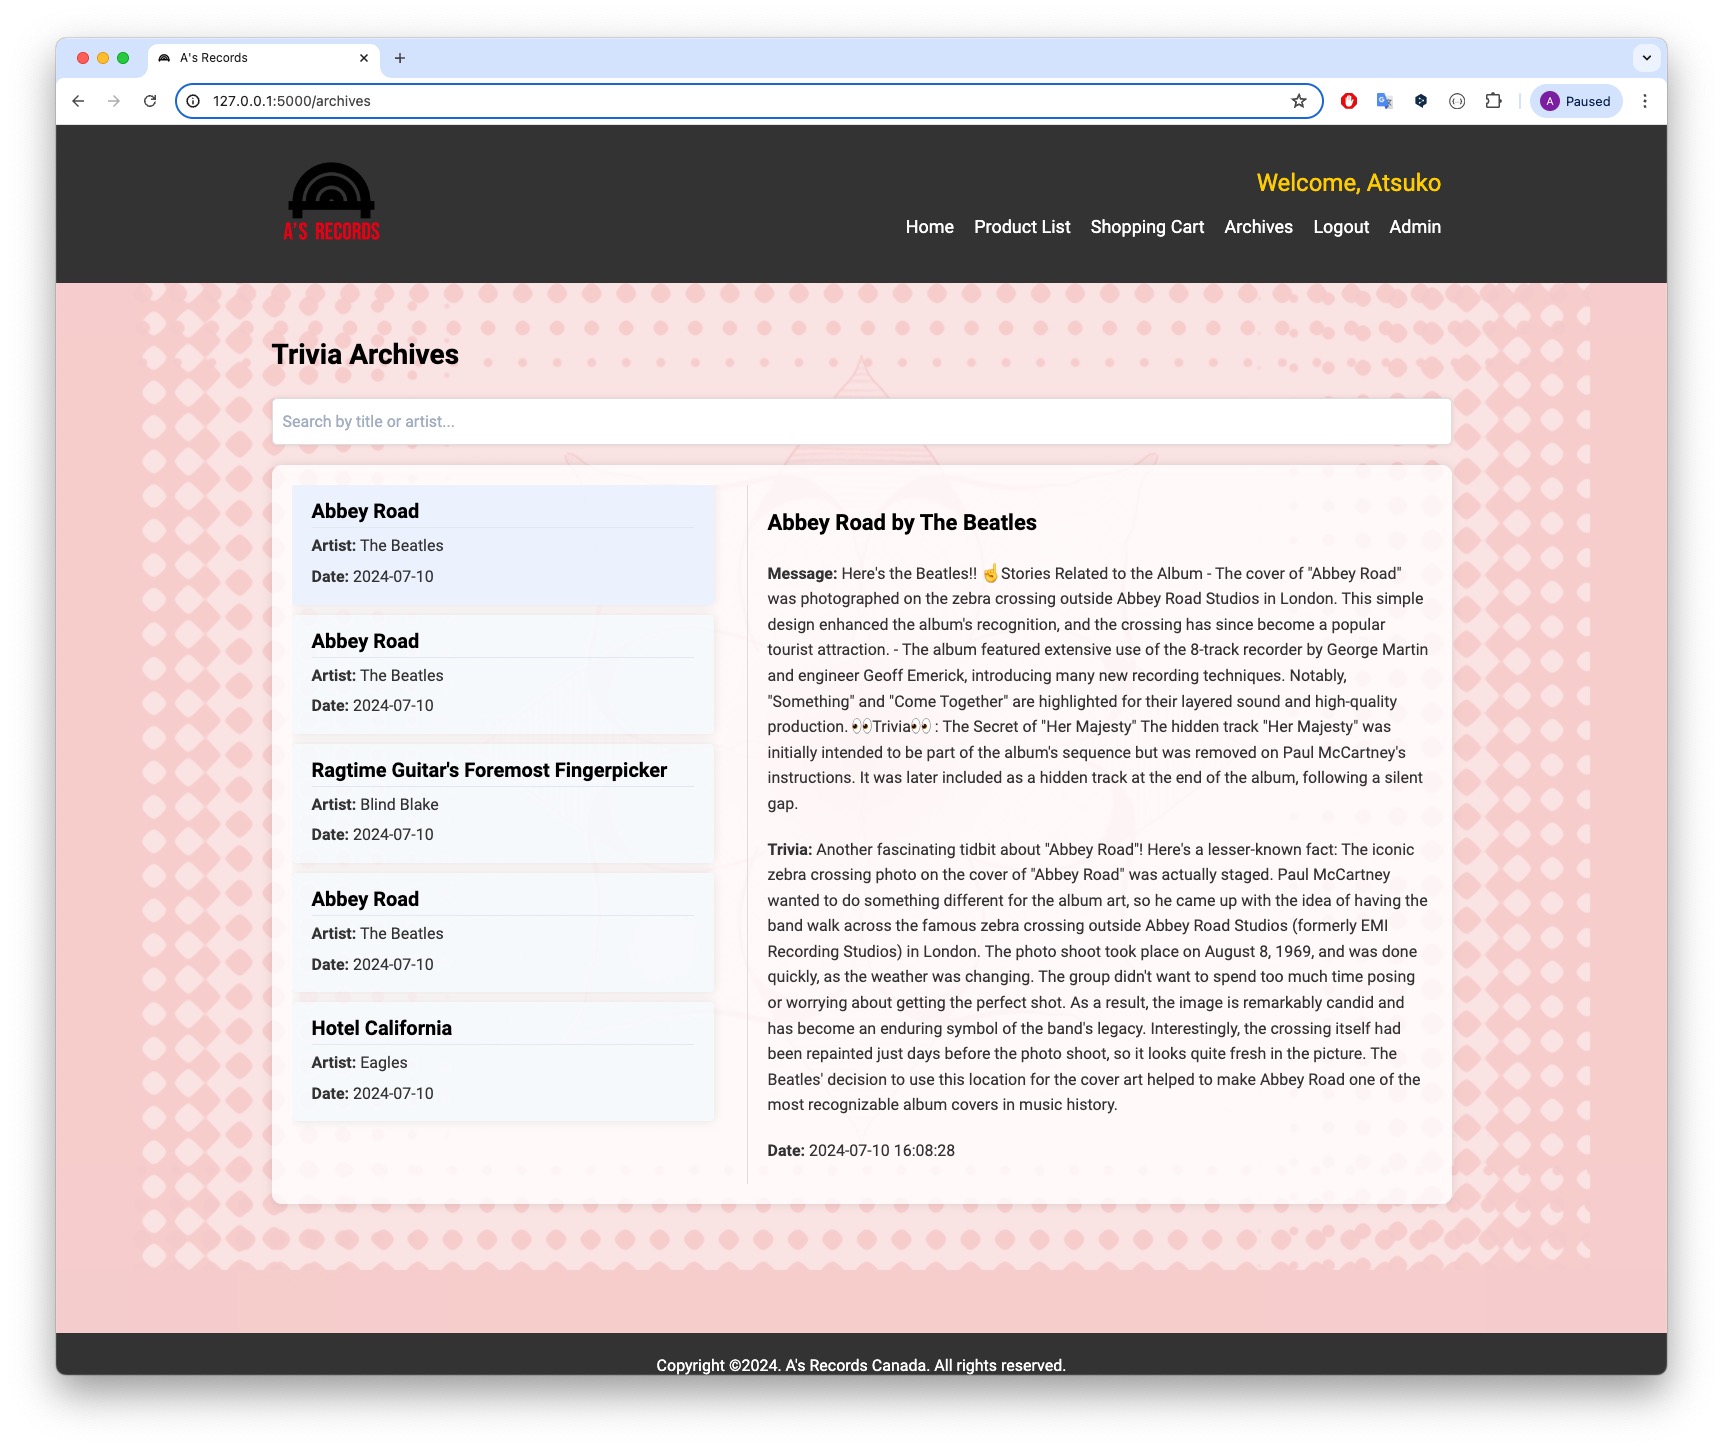 A's Records
127.0.0.1:5000/archives
A
Paused
A'S RECORDS
Welcome, Atsuko
Home Product List Shopping Cart Archives Logout Admin
Trivia Archives
Search by title or artist...
Abbey Road
Artist: The Beatles
Date: 2024-07-10
Abbey Road
Artist: The Beatles
Date: 2024-07-10
Ragtime Guitar's Foremost Fingerpicker
Artist: Blind Blake
Date: 2024-07-10
Abbey Road
Artist: The Beatles
Date: 2024-07-10
Hotel California
Artist: Eagles
Date: 2024-07-10
Abbey Road by The Beatles
Message: Here's the Beatles!! ☝️Stories Related to the Album - The cover of "Abbey Road"
was photographed on the zebra crossing outside Abbey Road Studios in London. This simple
design enhanced the album's recognition, and the crossing has since become a popular
tourist attraction. - The album featured extensive use of the 8-track recorder by George Martin
and engineer Geoff Emerick, introducing many new recording techniques. Notably,
"Something" and "Come Together" are highlighted for their layered sound and high-quality
production. 👀Trivia👀 : The Secret of "Her Majesty" The hidden track "Her Majesty" was
initially intended to be part of the album's sequence but was removed on Paul McCartney's
instructions. It was later included as a hidden track at the end of the album, following a silent
gap.
Trivia: Another fascinating tidbit about "Abbey Road"! Here's a lesser-known fact: The iconic
zebra crossing photo on the cover of "Abbey Road" was actually staged. Paul McCartney
wanted to do something different for the album art, so he came up with the idea of having the
band walk across the famous zebra crossing outside Abbey Road Studios (formerly EMI
Recording Studios) in London. The photo shoot took place on August 8, 1969, and was done
quickly, as the weather was changing. The group didn't want to spend too much time posing
or worrying about getting the perfect shot. As a result, the image is remarkably candid and
has become an enduring symbol of the band's legacy. Interestingly, the crossing itself had
been repainted just days before the photo shoot, so it looks quite fresh in the picture. The
Beatles' decision to use this location for the cover art helped to make Abbey Road one of the
most recognizable album covers in music history.
Date: 2024-07-10 16:08:28
Copyright ©2024. A's Records Canada. All rights reserved.